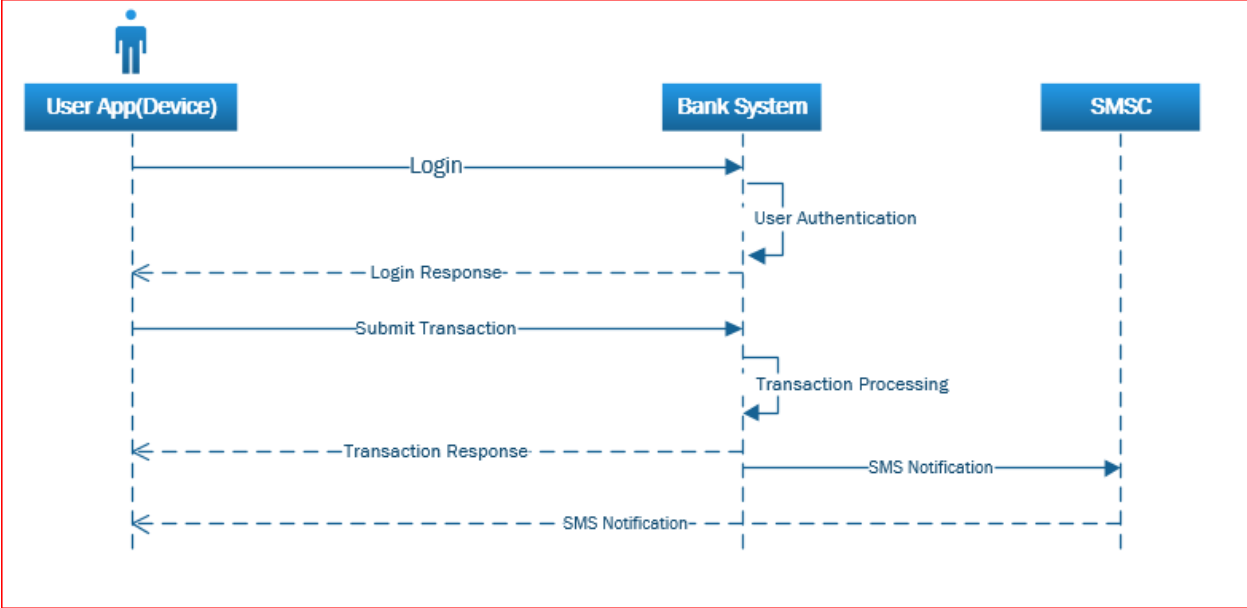 User App(Device)
Bank System
SMSC
Login
User Authentication
Login Response
Submit Transaction
Transaction Processing
Transaction Response
SMS Notification
SMS Notification